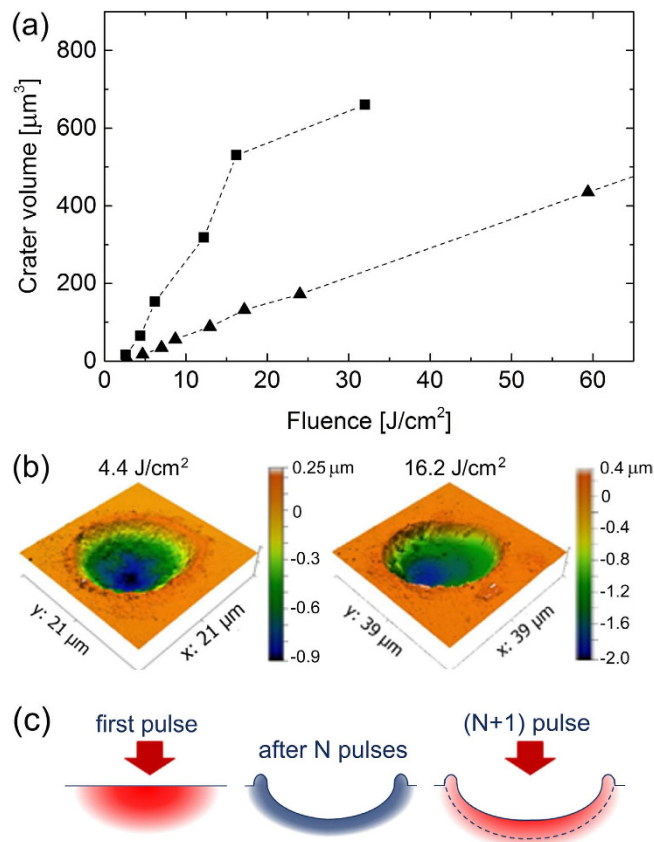 (a)
Crater volume [μm³]
800
600
400
200
0
0 10 20 30 40 50 60
Fluence [J/cm²]
(b)
4.4 J/cm²
0.25 μm
0
-0.3
-0.6
-0.9
y: 21 μm
x: 21 μm
16.2 J/cm²
0.4 μm
0
-0.4
-0.8
-1.2
-1.6
-2.0
y: 39 μm
x: 39 μm
(c)
first pulse
after N pulses
(N+1) pulse